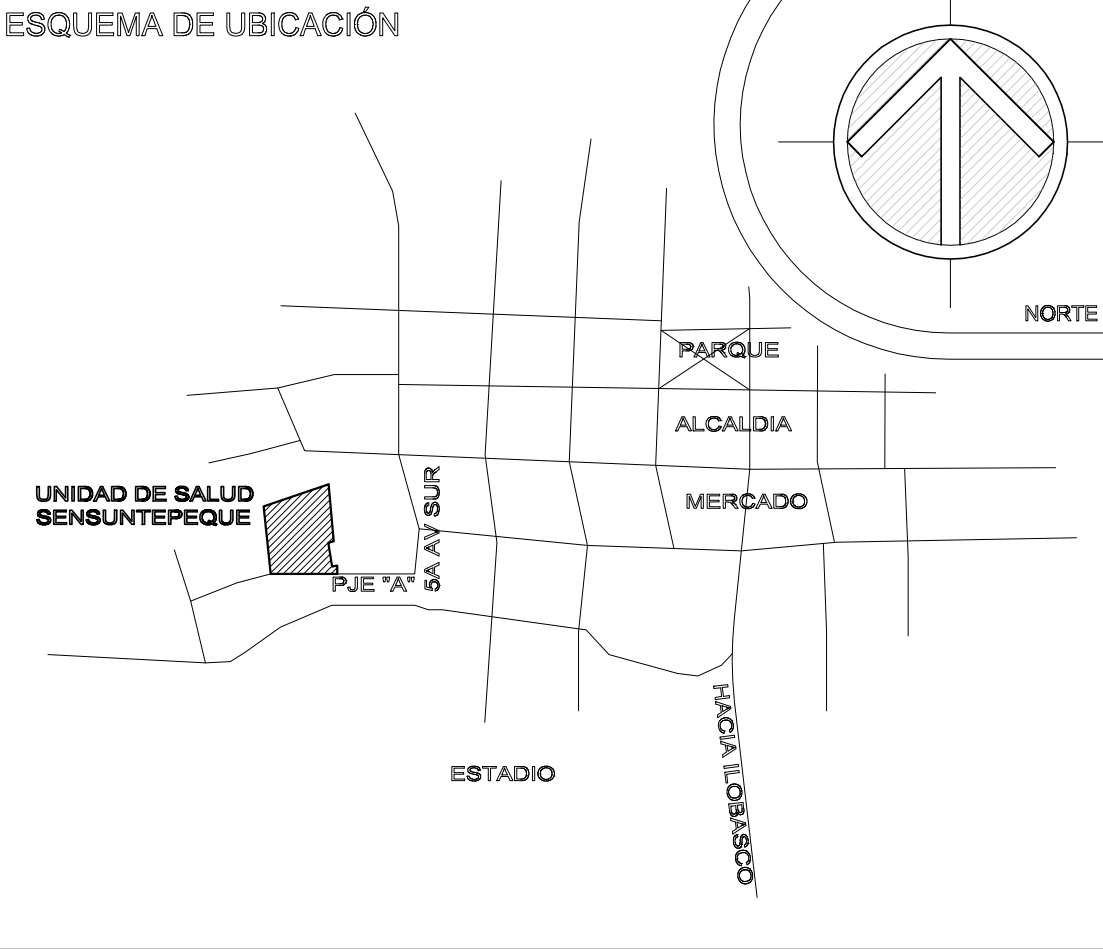 ESQUEMA DE UBICACIÓN
NORTE
PARQUE
ALCALDIA
UNIDAD DE SALUD
SENSUNTEPEQUE
MERCADO
5A AV SUR
PJE "A"
HACIA ILOBASCO
ESTADIO